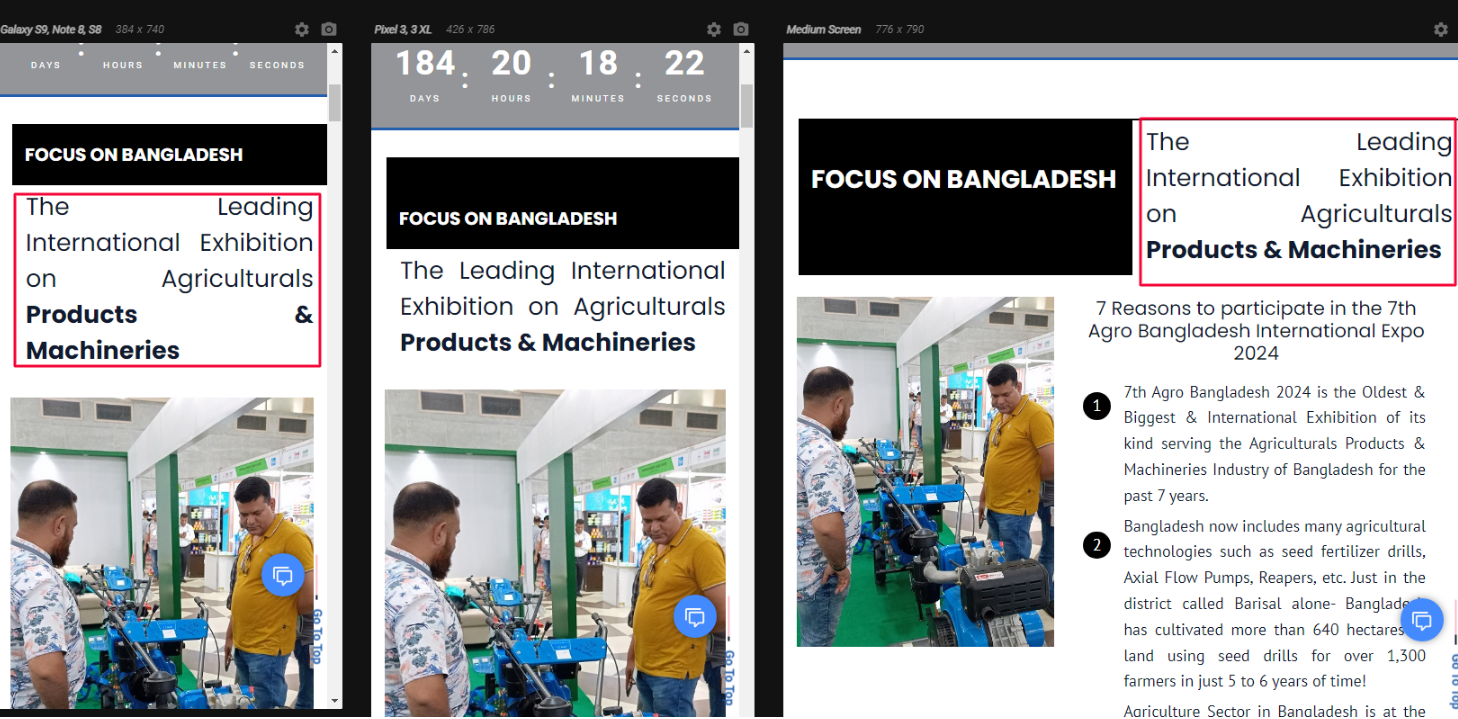 Galaxy S9, Note 8, S8 384 x 740
DAYS HOURS MINUTES SECONDS
FOCUS ON BANGLADESH
The Leading
International Exhibition
on Agriculturals
Products &
Machineries
Go To Top
Pixel 3, 3 XL 426 x 786
184 : 20 : 18 : 22
DAYS HOURS MINUTES SECONDS
FOCUS ON BANGLADESH
The Leading International
Exhibition on Agriculturals
Products & Machineries
Go To Top
Medium Screen 776 x 790
FOCUS ON BANGLADESH
The Leading
International Exhibition
on Agriculturals
Products & Machineries
7 Reasons to participate in the 7th
Agro Bangladesh International Expo
2024
1
7th Agro Bangladesh 2024 is the Oldest &
Biggest & International Exhibition of its
kind serving the Agriculturals Products &
Machineries Industry of Bangladesh for the
past 7 years.
2
Bangladesh now includes many agricultural
technologies such as seed fertilizer drills,
Axial Flow Pumps, Reapers, etc. Just in the
district called Barisal alone- Bangladesh
has cultivated more than 640 hectares
land using seed drills for over 1,300
farmers in just 5 to 6 years of time!
Agriculture Sector in Bangladesh is at the
Go To Top